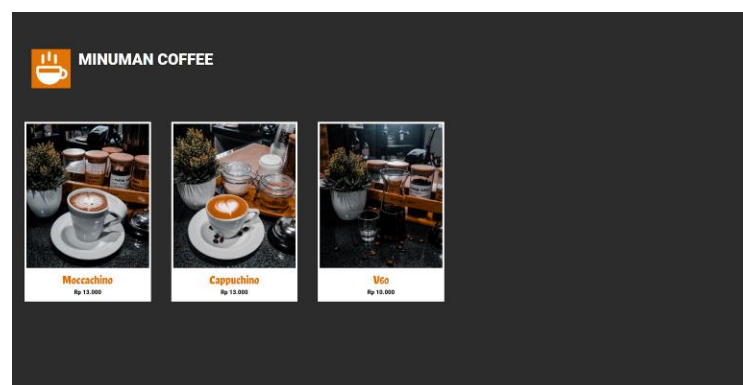 MINUMAN COFFEE
Moccachino
Rp 13.000
Cappuchino
Rp 13.000
V60
Rp 10.000